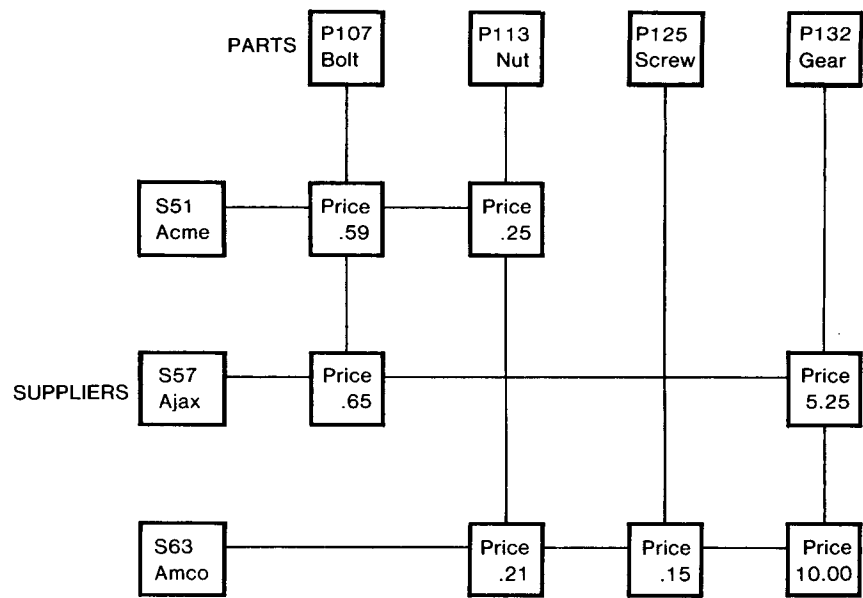 PARTS
P107
Bolt
P113
Nut
P125
Screw
P132
Gear
S51
Acme
Price
.59
Price
.25
SUPPLIERS
S57
Ajax
Price
.65
Price
5.25
S63
Amco
Price
.21
Price
.15
Price
10.00